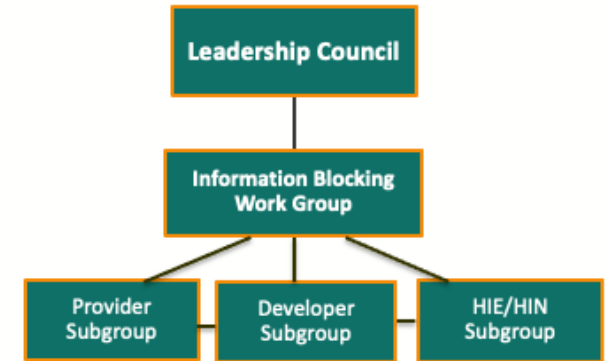 Leadership Council
Information Blocking
Work Group
Provider
Subgroup
Developer
Subgroup
HIE/HIN
Subgroup